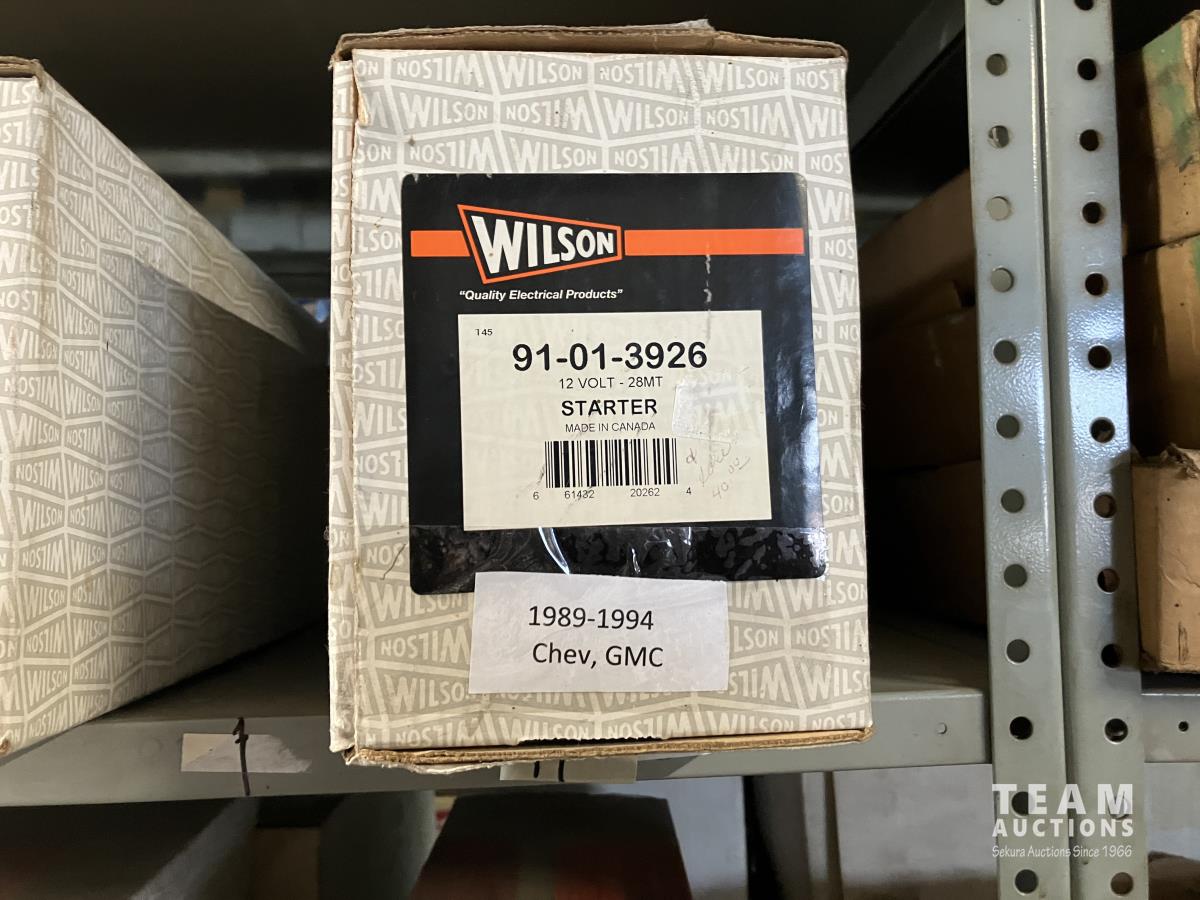 WILSON
"Quality Electrical Products"
145
91-01-3926
12 VOLT - 28MT
STARTER
MADE IN CANADA
6 61432 20262 4
40.00
1989-1994
Chev, GMC
TEAM
AUCTIONS
Sekura Auctions Since 1966